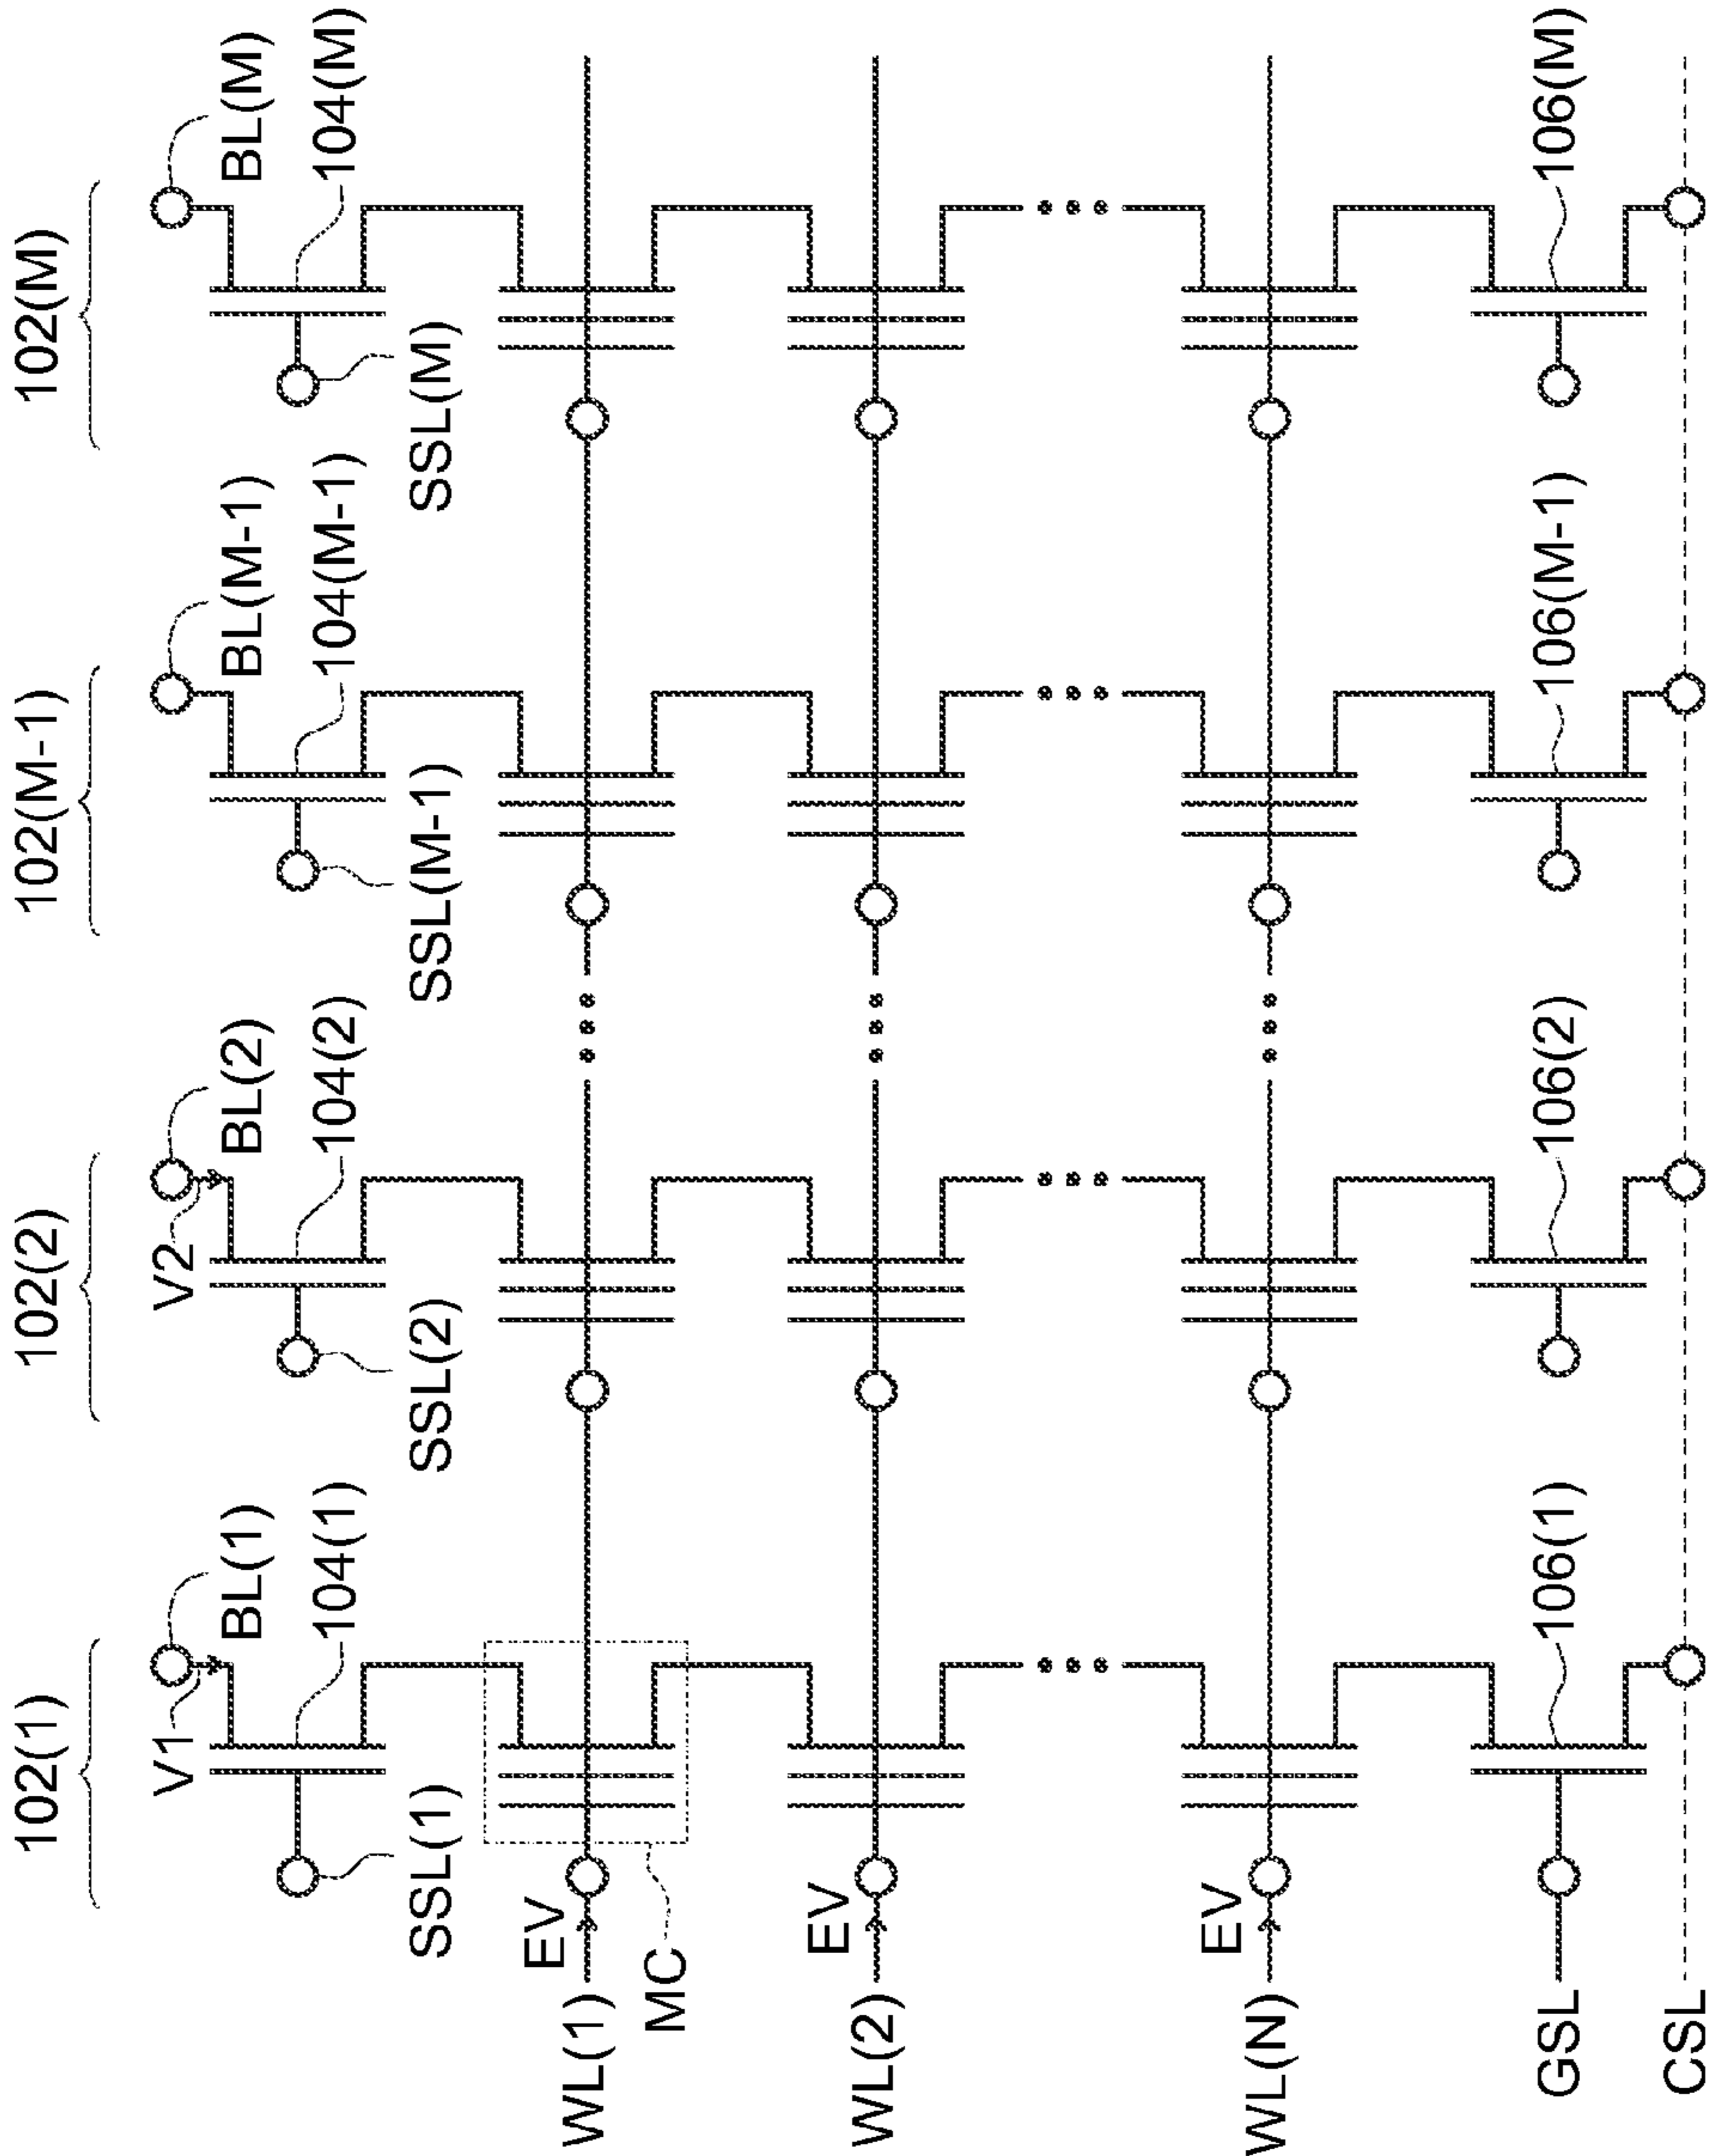 102(1)
102(2)
102(M-1)
102(M)
V1
BL(1)
V2
BL(2)
BL(M-1)
BL(M)
104(1)
104(2)
104(M-1)
104(M)
SSL(1)
SSL(2)
SSL(M-1)
SSL(M)
EV
WL(1)
MC
EV
WL(2)
EV
WL(N)
106(1)
106(2)
106(M-1)
106(M)
GSL
CSL